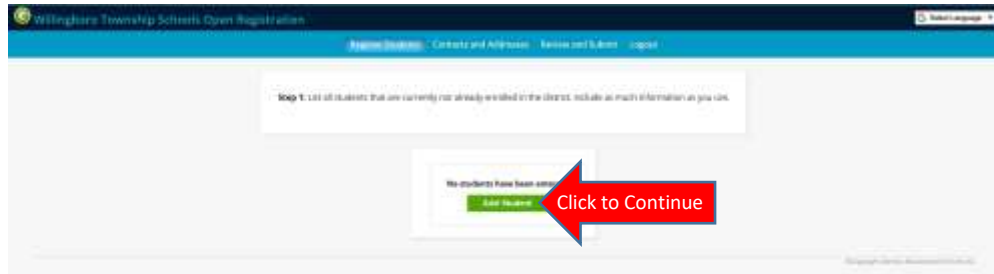 Willingboro Township Schools Open Registration
Select Language
Register Students Contacts and Addresses Review and Submit Logout
Step 1: List all students that are currently not already enrolled in the district. Include as much information as you can.
No students have been
Add Student
Click to Continue